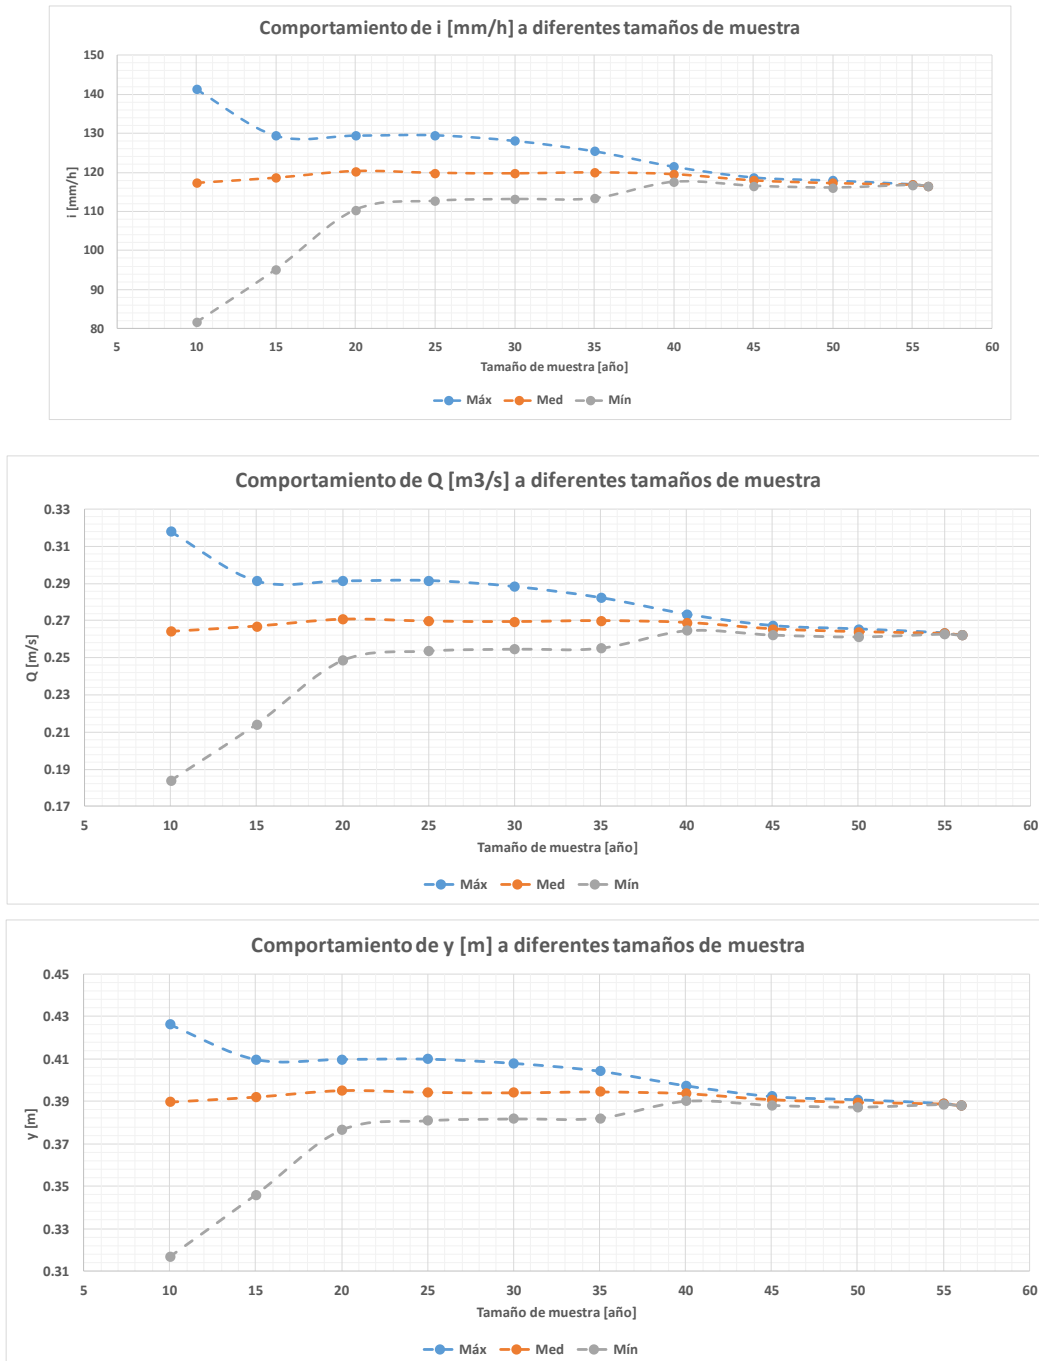 Comportamiento de i [mm/h] a diferentes tamaños de muestra
150
140
130
120
110
100
90
80
i [mm/h]
5 10 15 20 25 30 35 40 45 50 55 60
Tamaño de muestra [año]
Máx Med Mín
Comportamiento de Q [m3/s] a diferentes tamaños de muestra
0.33
0.31
0.29
0.27
0.25
0.23
0.21
0.19
0.17
Q [m/s]
5 10 15 20 25 30 35 40 45 50 55 60
Tamaño de muestra [año]
Máx Med Mín
Comportamiento de y [m] a diferentes tamaños de muestra
0.45
0.43
0.41
0.39
0.37
0.35
0.33
0.31
y [m]
5 10 15 20 25 30 35 40 45 50 55 60
Tamaño de muestra [año]
Máx Med Mín